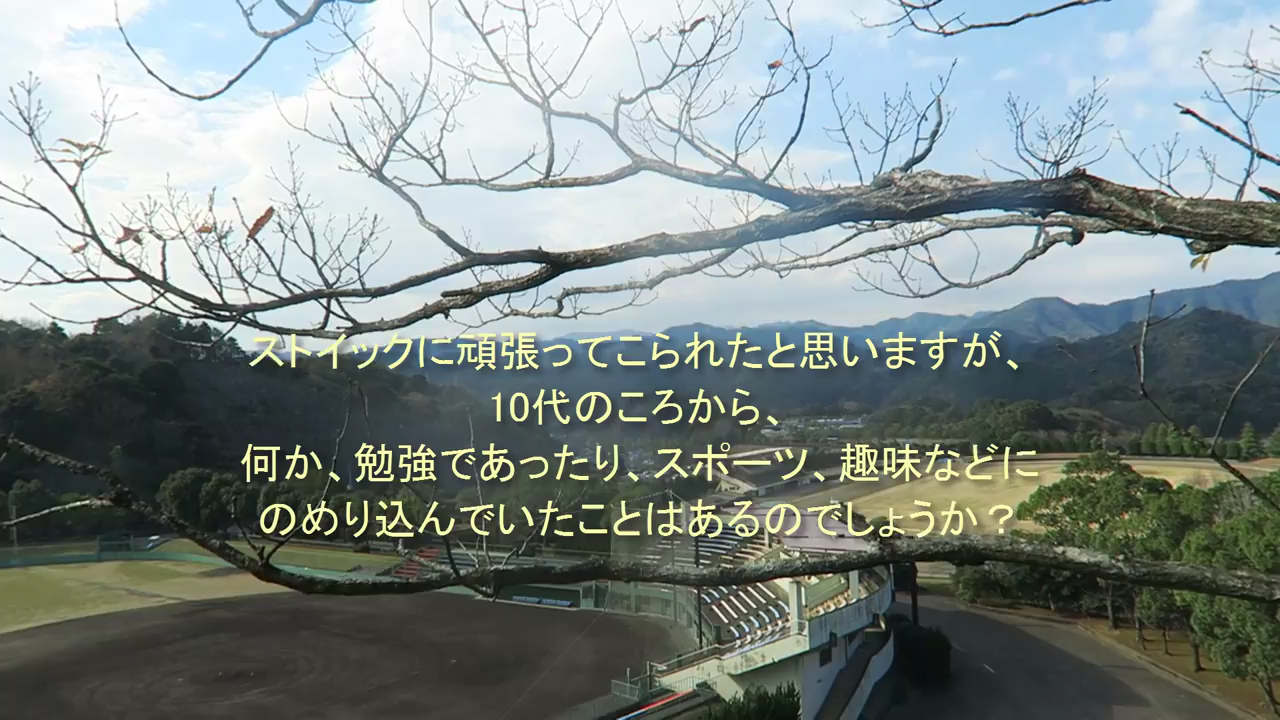 ストイックに頑張ってこられたと思いますが、
10代のころから、
何か、勉強であったり、スポーツ、趣味などに
のめり込んでいたことはあるのでしょうか？